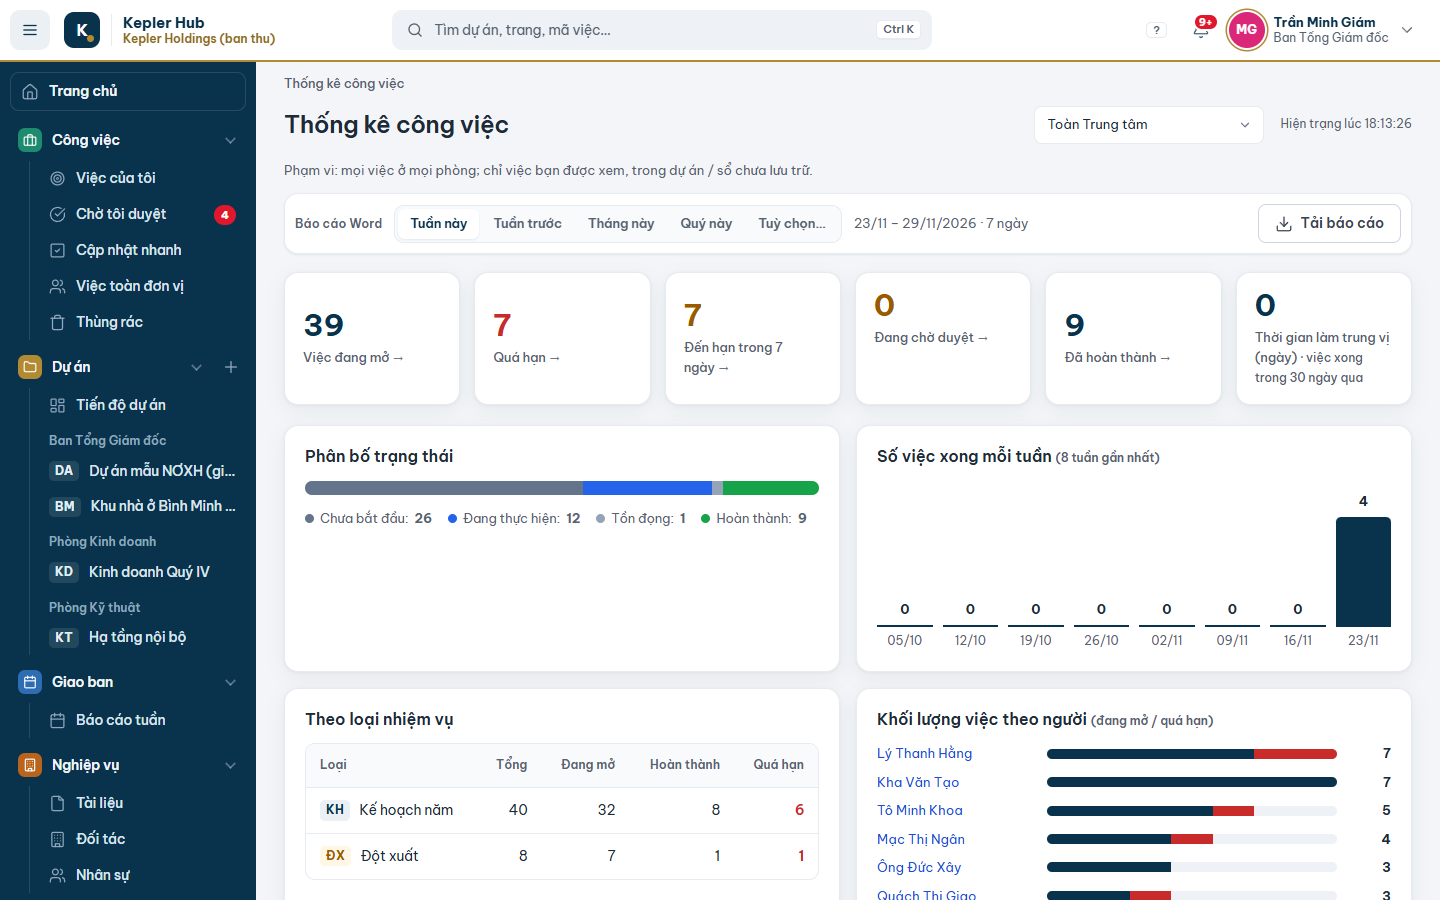 Kepler Hub
Kepler Holdings (ban thu)
Tìm dự án, trang, mã việc...
Ctrl K
?
9+
MG
Trần Minh Giám
Ban Tổng Giám đốc
K
Trang chủ
Công việc
Việc của tôi
Chờ tôi duyệt
4
Cập nhật nhanh
Việc toàn đơn vị
Thùng rác
Dự án
Tiến độ dự án
Ban Tổng Giám đốc
DA Dự án mẫu NƠXH (gi...
BM Khu nhà ở Bình Minh ...
Phòng Kinh doanh
KD Kinh doanh Quý IV
Phòng Kỹ thuật
KT Hạ tầng nội bộ
Giao ban
Báo cáo tuần
Nghiệp vụ
Tài liệu
Đối tác
Nhân sự
Thống kê công việc
Thống kê công việc
Toàn Trung tâm
Hiện trạng lúc 18:13:26
Phạm vi: mọi việc ở mọi phòng; chỉ việc bạn được xem, trong dự án / sổ chưa lưu trữ.
Báo cáo Word
Tuần này
Tuần trước
Tháng này
Quý này
Tuỳ chọn...
23/11 – 29/11/2026 · 7 ngày
Tải báo cáo
39
Việc đang mở →
7
Quá hạn →
7
Đến hạn trong 7
ngày →
0
Đang chờ duyệt →
9
Đã hoàn thành →
0
Thời gian làm trung vị
(ngày) · việc xong
trong 30 ngày qua
Phân bố trạng thái
Chưa bắt đầu: 26
Đang thực hiện: 12
Tồn đọng: 1
Hoàn thành: 9
Số việc xong mỗi tuần (8 tuần gần nhất)
4
0 0 0 0 0 0 0
05/10 12/10 19/10 26/10 02/11 09/11 16/11 23/11
Theo loại nhiệm vụ
Loại Tổng Đang mở Hoàn thành Quá hạn
KH Kế hoạch năm 40 32 8 6
ĐX Đột xuất 8 7 1 1
Khối lượng việc theo người (đang mở / quá hạn)
Lý Thanh Hằng 7
Kha Văn Tạo 7
Tô Minh Khoa 5
Mạc Thị Ngân 4
Ông Đức Xây 3
Quách Thị Giao 3